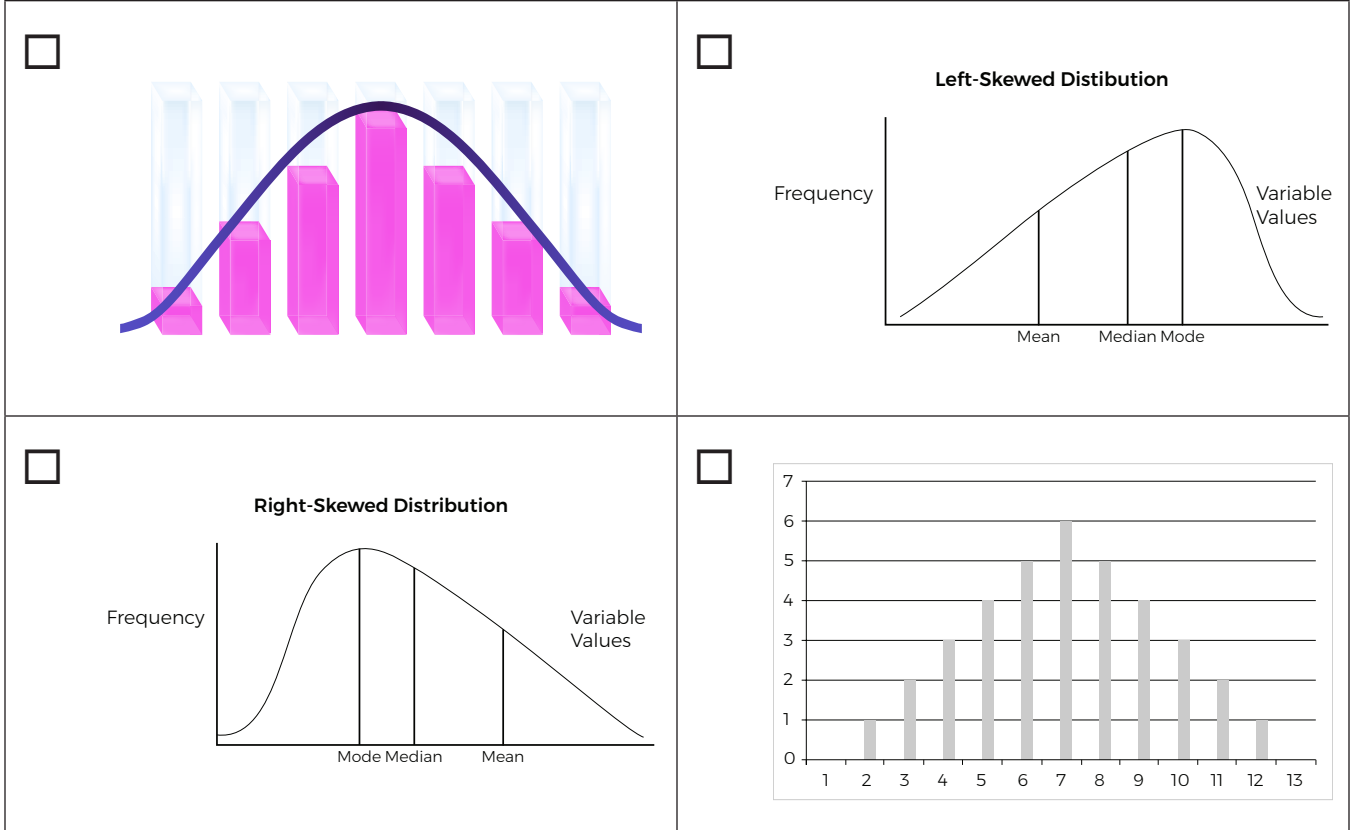 Left-Skewed Distibution
Frequency
Variable
Values
Mean
Median
Mode
Right-Skewed Distribution
Frequency
Variable
Values
Mode
Median
Mean
7
6
5
4
3
2
1
0
1 2 3 4 5 6 7 8 9 10 11 12 13